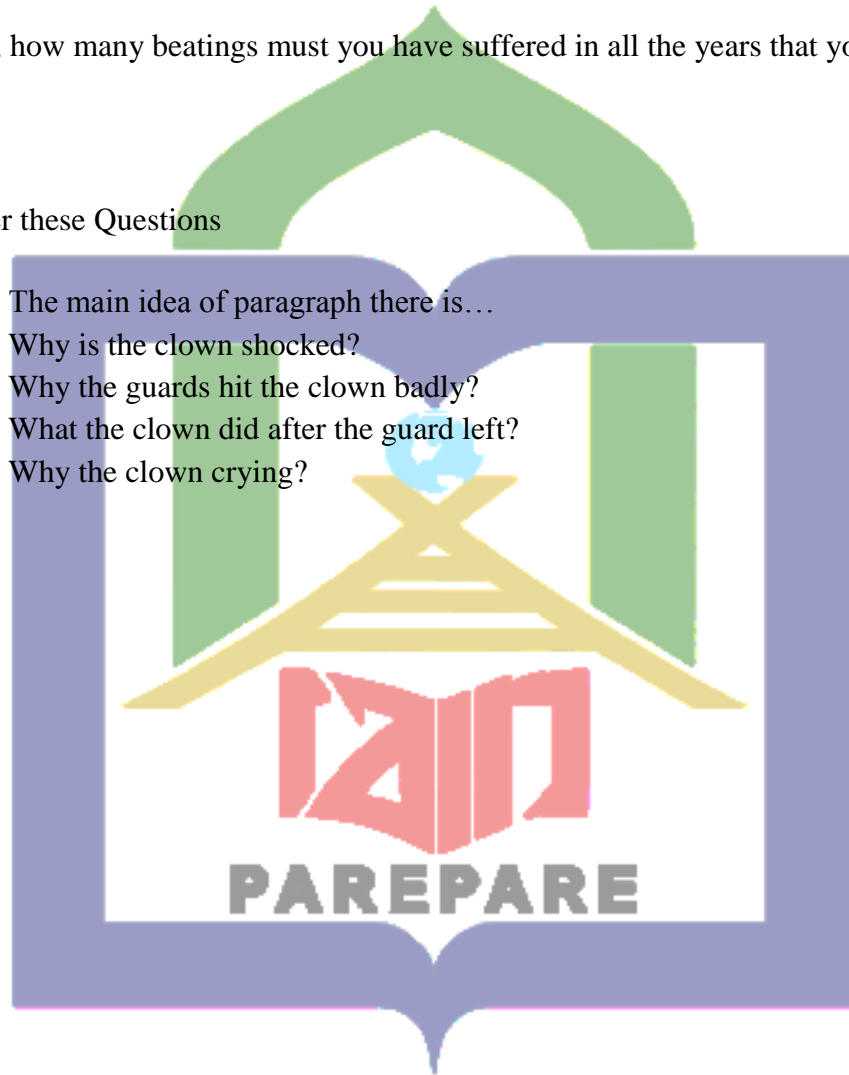 , how many beatings must you have suffered in all the years that yo
er these Questions
The main idea of paragraph there is…
Why is the clown shocked?
Why the guards hit the clown badly?
What the clown did after the guard left?
Why the clown crying?
iain
PAREPARE